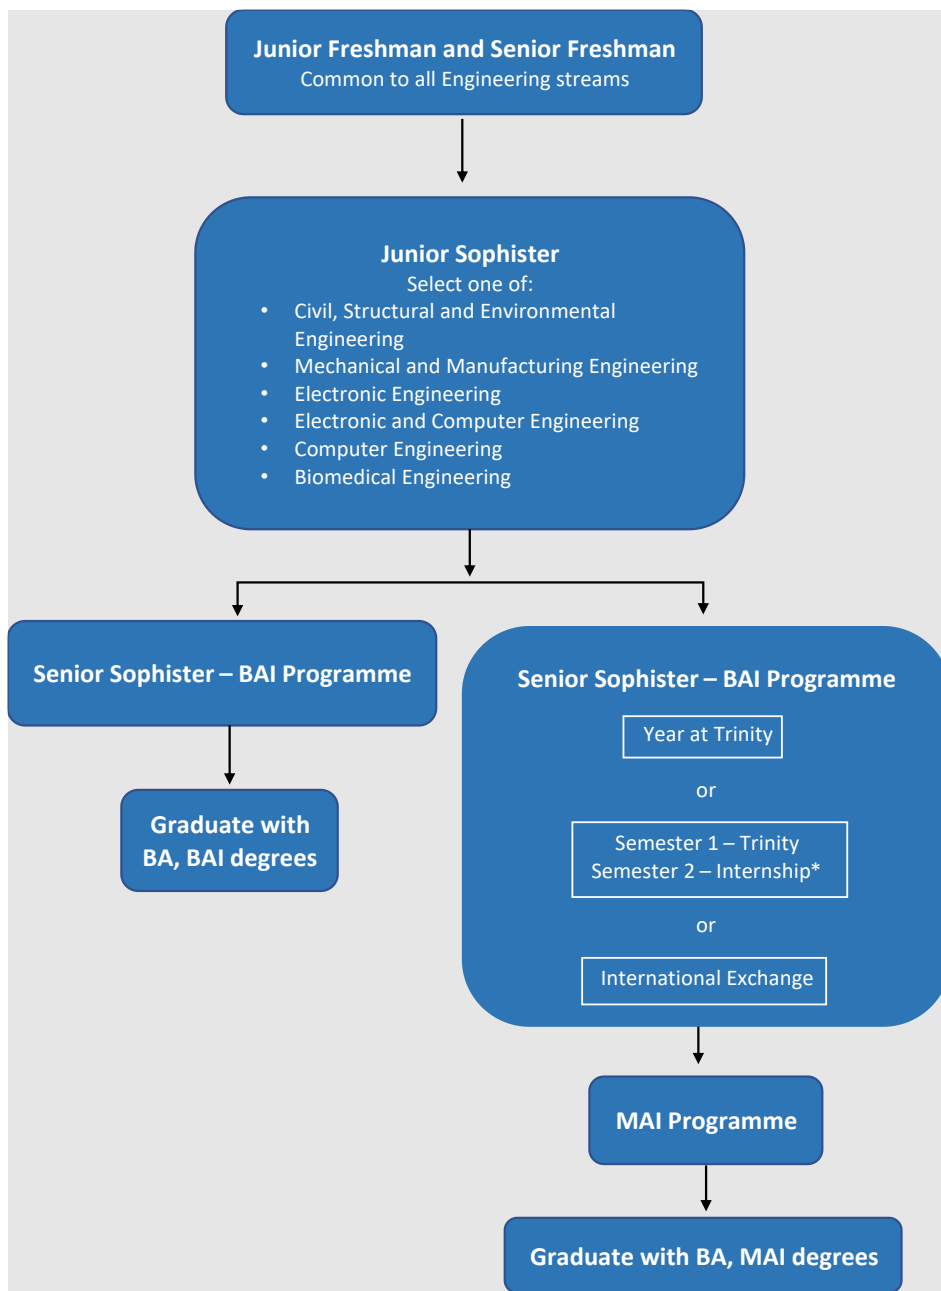 Junior Freshman and Senior Freshman
Common to all Engineering streams
Junior Sophister
Select one of:
• Civil, Structural and Environmental
Engineering
• Mechanical and Manufacturing Engineering
• Electronic Engineering
• Electronic and Computer Engineering
• Computer Engineering
• Biomedical Engineering
Senior Sophister – BAI Programme
Graduate with
BA, BAI degrees
Senior Sophister – BAI Programme
Year at Trinity
or
Semester 1 – Trinity
Semester 2 – Internship*
or
International Exchange
MAI Programme
Graduate with BA, MAI degrees